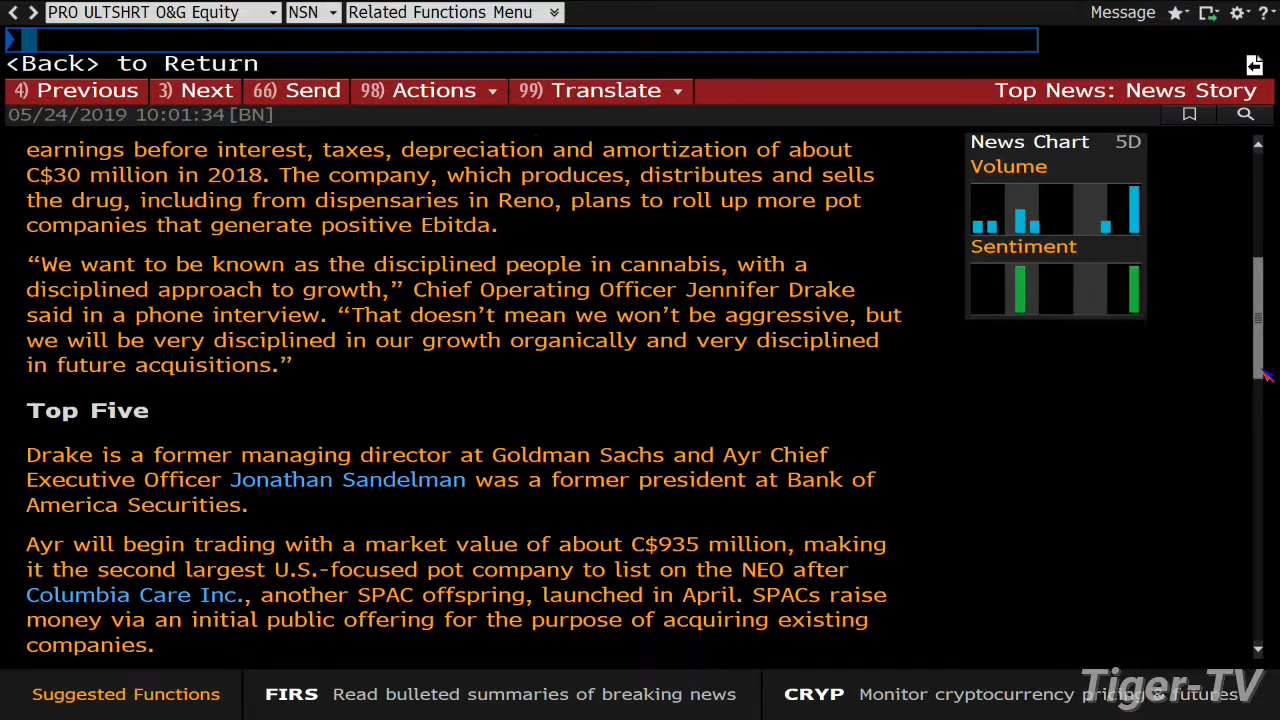 PRO ULTSHRT O&G Equity NSN Related Functions Menu Message ?
<Back> to Return
4) Previous 3) Next 66) Send 98) Actions 99) Translate Top News: News Story
05/24/2019 10:01:34[BN]
earnings before interest, taxes, depreciation and amortization of about
C$30 million in 2018. The company, which produces, distributes and sells
the drug, including from dispensaries in Reno, plans to roll up more pot
companies that generate positive Ebitda.
“We want to be known as the disciplined people in cannabis, with a
disciplined approach to growth,” Chief Operating Officer Jennifer Drake
said in a phone interview. “That doesn’t mean we won’t be aggressive, but
we will be very disciplined in our growth organically and very disciplined
in future acquisitions.”
Top Five
Drake is a former managing director at Goldman Sachs and Ayr Chief
Executive Officer Jonathan Sandelman was a former president at Bank of
America Securities.
Ayr will begin trading with a market value of about C$935 million, making
it the second largest U.S.-focused pot company to list on the NEO after
Columbia Care Inc., another SPAC offspring, launched in April. SPACs raise
money via an initial public offering for the purpose of acquiring existing
companies.
News Chart 5D
Volume
Sentiment
Suggested Functions FIRS Read bulleted summaries of breaking news CRYP Monitor cryptocurrency pricing & futures
Tiger-TV